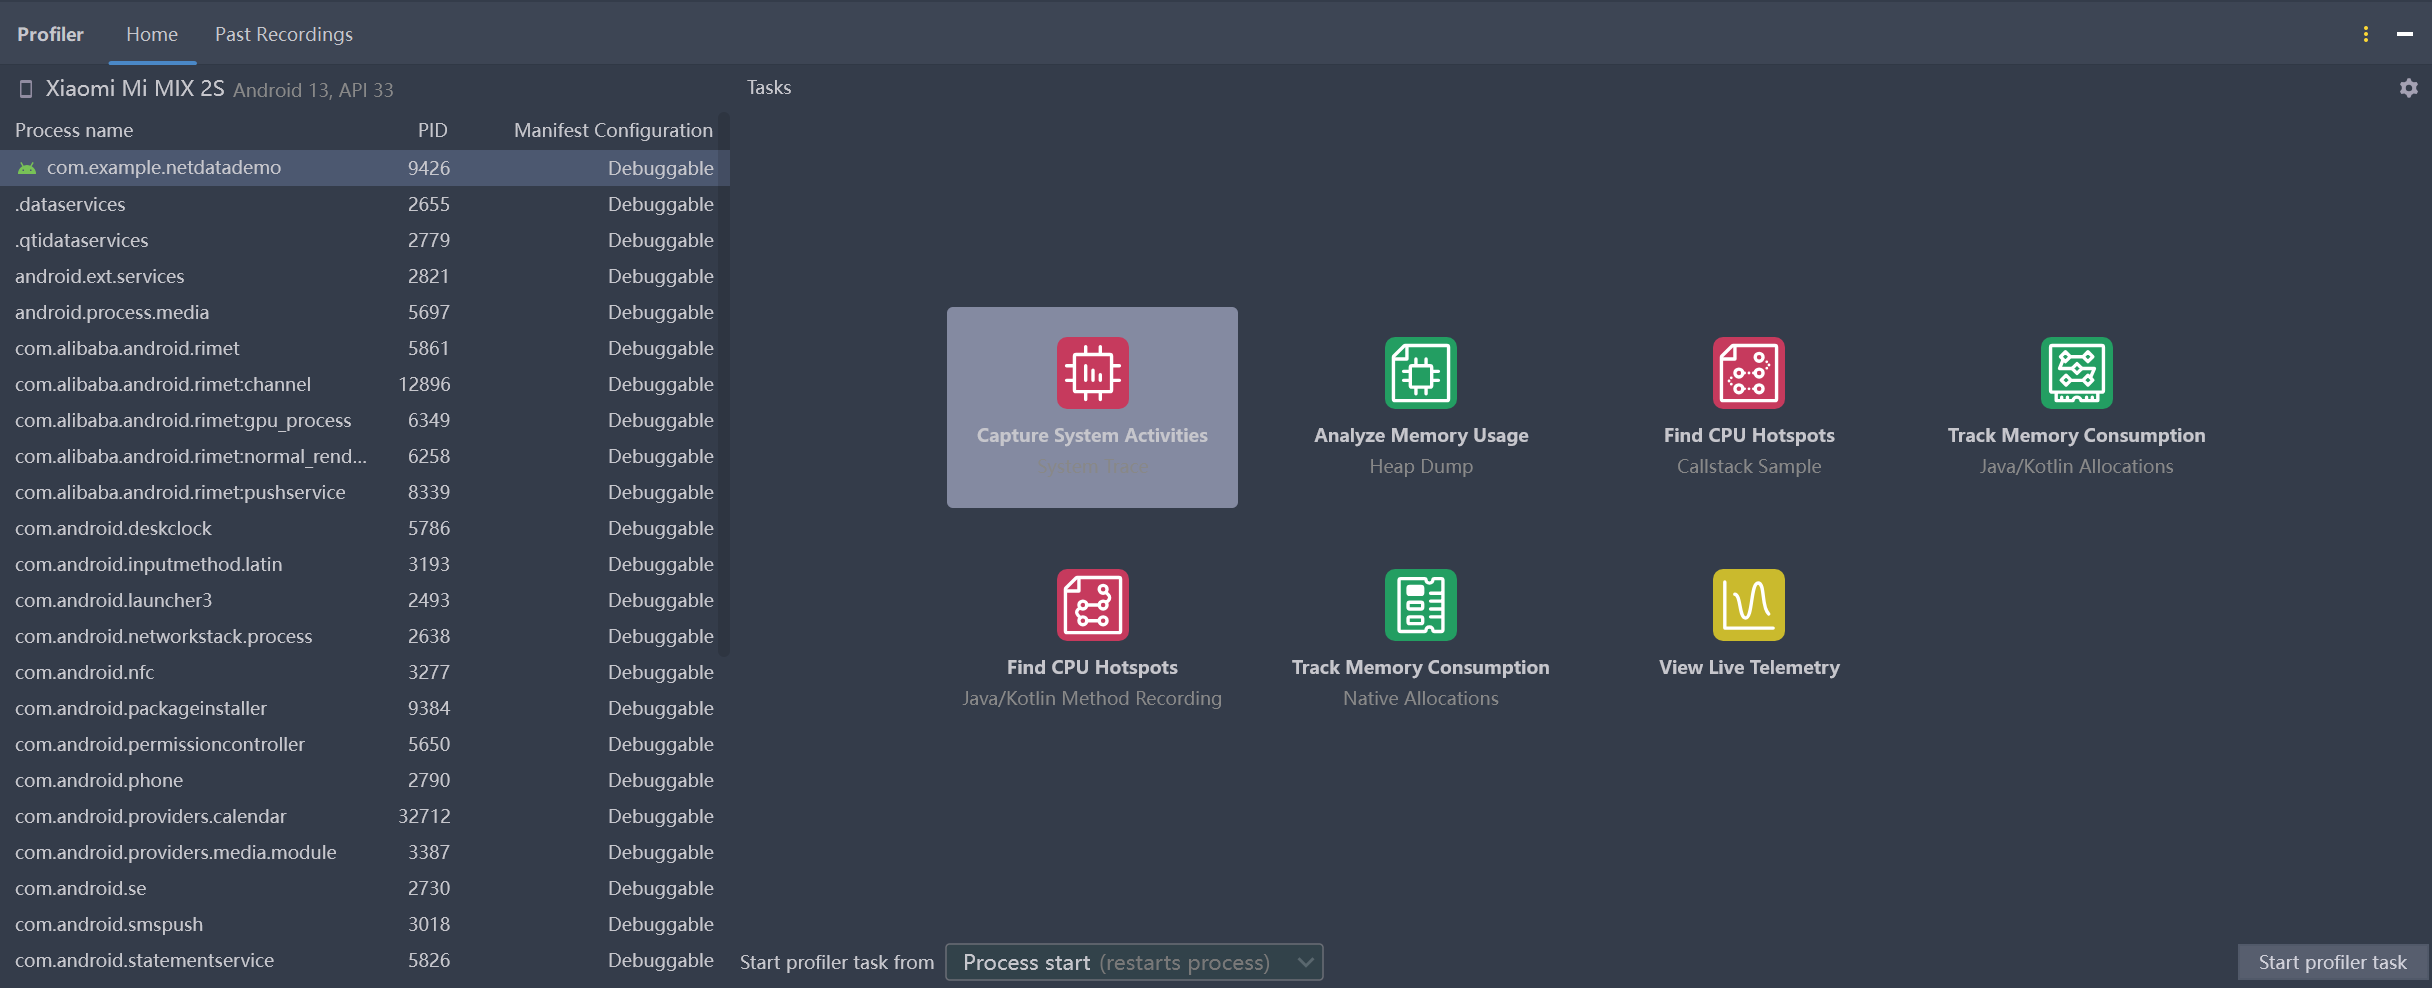 Profiler Home Past Recordings
Xiaomi Mi MIX 2S Android 13, API 33
Process name PID Manifest Configuration
com.example.netdatademo 9426 Debuggable
.dataservices 2655 Debuggable
.qtidataservices 2779 Debuggable
android.ext.services 2821 Debuggable
android.process.media 5697 Debuggable
com.alibaba.android.rimet 5861 Debuggable
com.alibaba.android.rimet:channel 12896 Debuggable
com.alibaba.android.rimet:gpu_process 6349 Debuggable
com.alibaba.android.rimet:normal_rend... 6258 Debuggable
com.alibaba.android.rimet:pushservice 8339 Debuggable
com.android.deskclock 5786 Debuggable
com.android.inputmethod.latin 3193 Debuggable
com.android.launcher3 2493 Debuggable
com.android.networkstack.process 2638 Debuggable
com.android.nfc 3277 Debuggable
com.android.packageinstaller 9384 Debuggable
com.android.permissioncontroller 5650 Debuggable
com.android.phone 2790 Debuggable
com.android.providers.calendar 32712 Debuggable
com.android.providers.media.module 3387 Debuggable
com.android.se 2730 Debuggable
com.android.smspush 3018 Debuggable
com.android.statementservice 5826 Debuggable
Tasks
Capture System Activities
System Trace
Analyze Memory Usage
Heap Dump
Find CPU Hotspots
Callstack Sample
Track Memory Consumption
Java/Kotlin Allocations
Find CPU Hotspots
Java/Kotlin Method Recording
Track Memory Consumption
Native Allocations
View Live Telemetry
Start profiler task from Process start (restarts process)
Start profiler task